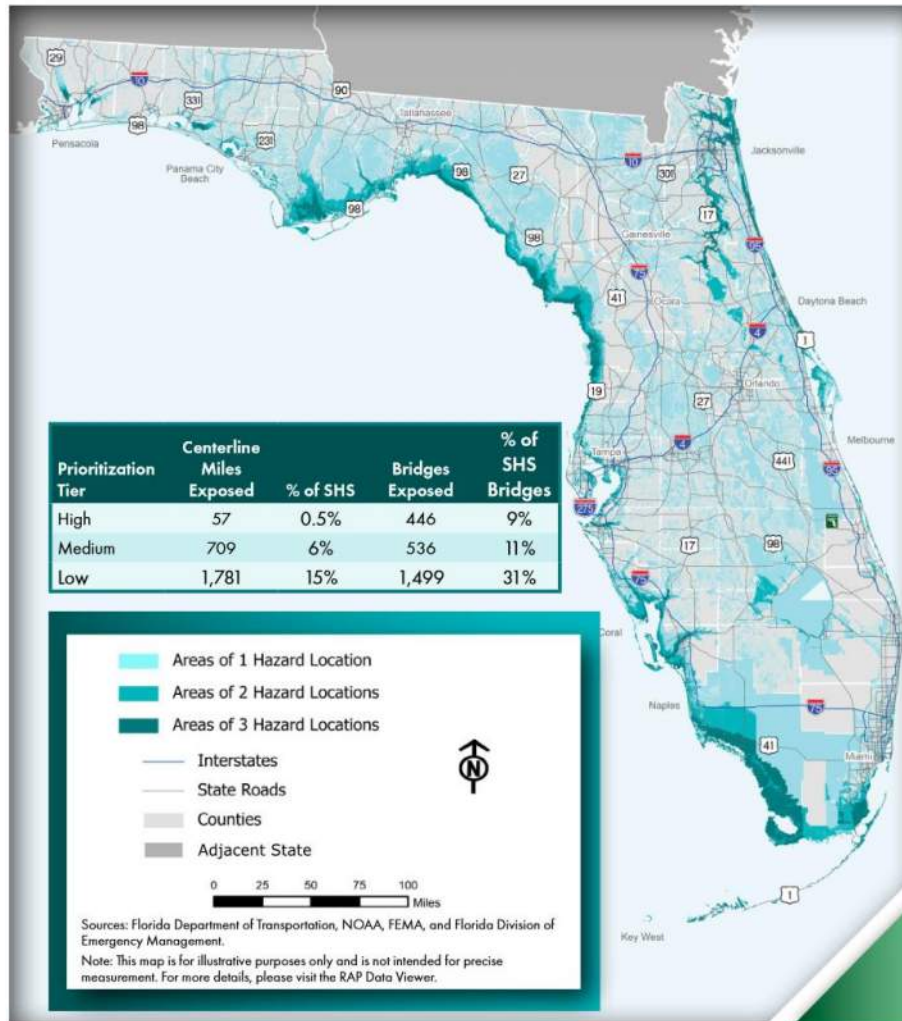 29
10
331
98
231
90
Tallahassee
Pensacola
Panama City
Beach
98
98
27
98
10
301
17
Jacksonville
Gainesville
95
75
41
Ocala
Daytona Beach
4
1
19
Orlando
27
Tampa
4
441
Melbourne
95
275
17
98
75
Coral
Naples
75
41
Miami
1
Key West
Prioritization Tier Centerline Miles Exposed % of SHS Bridges Exposed % of SHS Bridges
High 57 0.5% 446 9%
Medium 709 6% 536 11%
Low 1,781 15% 1,499 31%
Areas of 1 Hazard Location
Areas of 2 Hazard Locations
Areas of 3 Hazard Locations
Interstates
State Roads
Counties
Adjacent State
N
0 25 50 75 100
Miles
Sources: Florida Department of Transportation, NOAA, FEMA, and Florida Division of
Emergency Management.
Note: This map is for illustrative purposes only and is not intended for precise
measurement. For more details, please visit the RAP Data Viewer.